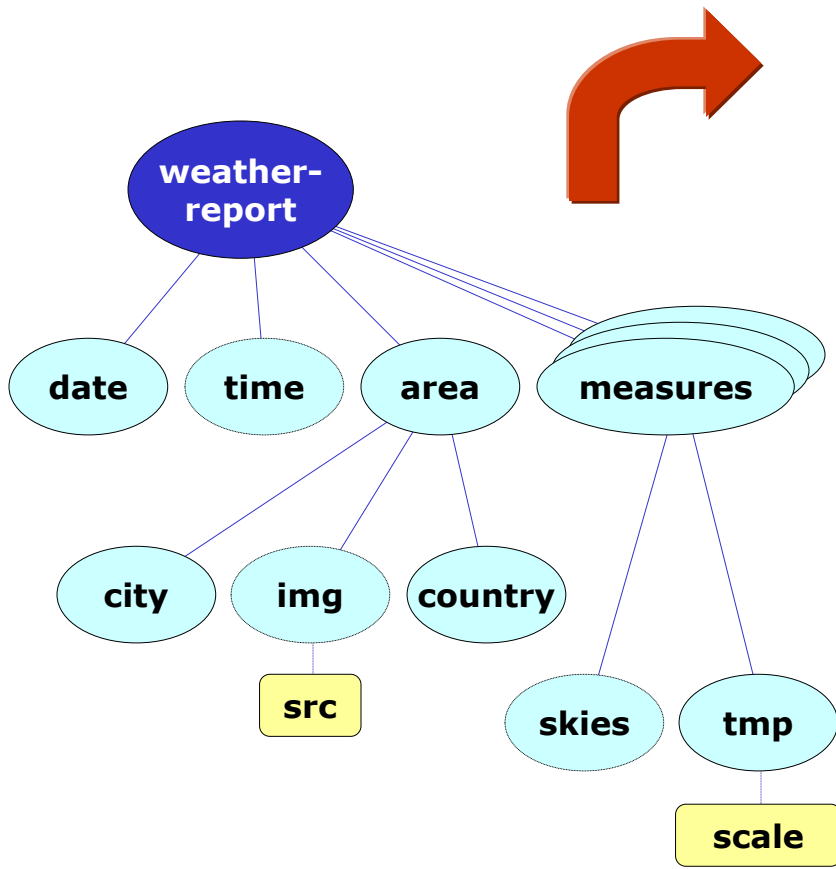 weather-
report
date
time
area
measures
city
img
country
src
skies
tmp
scale